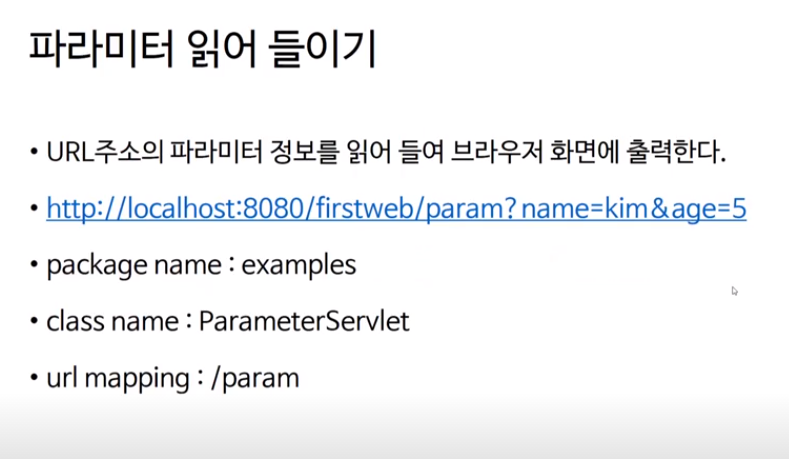 파라미터 읽어 들이기
• URL주소의 파라미터 정보를 읽어 들여 브라우저 화면에 출력한다.
• http://localhost:8080/firstweb/param?name=kim&age=5
• package name : examples
• class name : ParameterServlet
• url mapping : /param